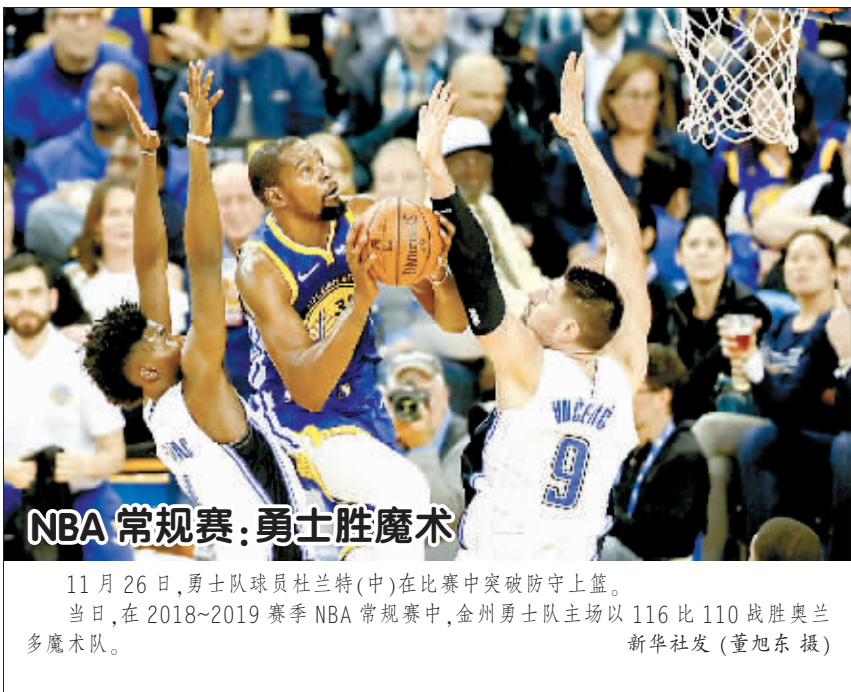 VUČEVIĆ
9
NBA 常规赛:勇士胜魔术
11 月 26 日,勇士队球员杜兰特(中)在比赛中突破防守上篮。
当日,在 2018~2019 赛季 NBA 常规赛中,金州勇士队主场以 116 比 110 战胜奥兰
多魔术队。 新华社发 (董旭东 摄)